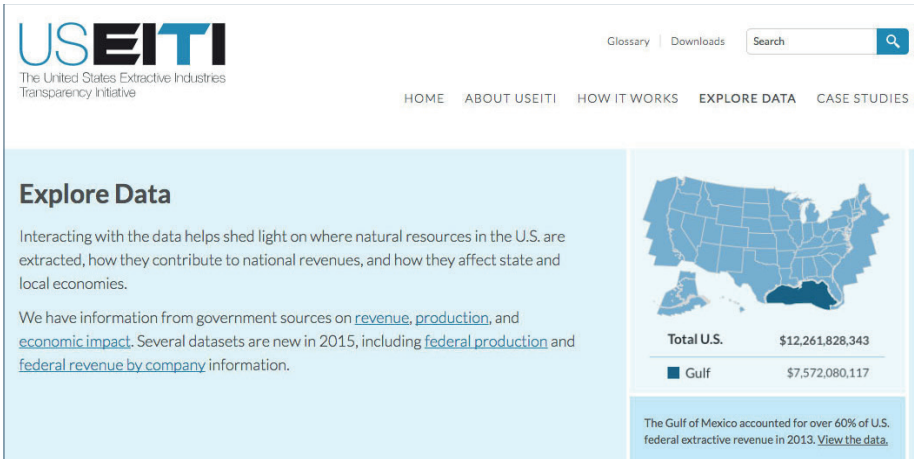 USEITI
The United States Extractive Industries
Transparency Initiative
Glossary Downloads Search
HOME ABOUT USEITI HOW IT WORKS EXPLORE DATA CASE STUDIES
Explore Data
Interacting with the data helps shed light on where natural resources in the U.S. are
extracted, how they contribute to national revenues, and how they affect state and
local economies.
We have information from government sources on revenue, production, and
economic impact. Several datasets are new in 2015, including federal production and
federal revenue by company information.
Total U.S. $12,261,828,343
Gulf $7,572,080,117
The Gulf of Mexico accounted for over 60% of U.S.
federal extractive revenue in 2013. View the data.